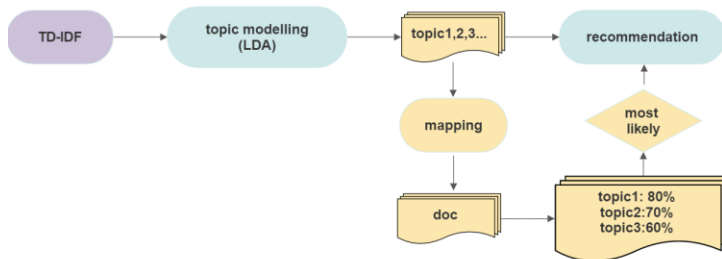 TD-IDF
topic modelling
(LDA)
topic1,2,3...
recommendation
mapping
most
likely
doc
topic1: 80%
topic2:70%
topic3:60%